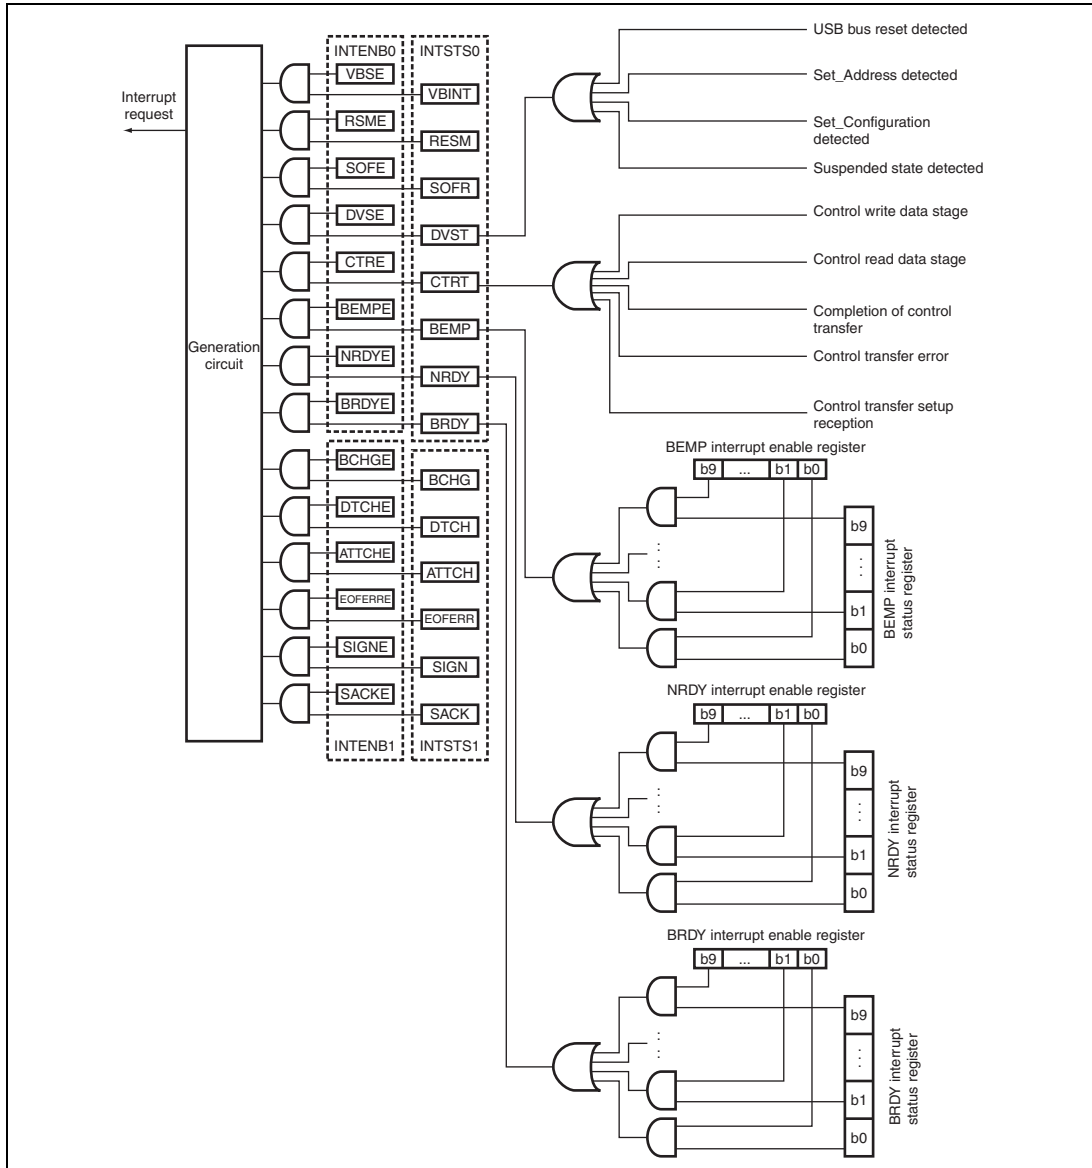 INTENB0
INTSTS0
VBSE
VBINT
RSME
RESM
SOFE
SOFR
DVSE
DVST
CTRE
CTRT
BEMPE
BEMP
NRDYE
NRDY
BRDYE
BRDY
BCHGE
BCHG
DTCHE
DTCH
ATTCHE
ATTCH
EOFERRE
EOFERR
SIGNE
SIGN
SACKE
SACK
INTENB1
INTSTS1
Interrupt
request
Generation
circuit
USB bus reset detected
Set_Address detected
Set_Configuration
detected
Suspended state detected
Control write data stage
Control read data stage
Completion of control
transfer
Control transfer error
Control transfer setup
reception
BEMP interrupt enable register
b9 ... b1 b0
b9
...
b1
b0
BEMP interrupt
status register
NRDY interrupt enable register
b9 ... b1 b0
b9
...
b1
b0
NRDY interrupt
status register
BRDY interrupt enable register
b9 ... b1 b0
b9
...
b1
b0
BRDY interrupt
status register